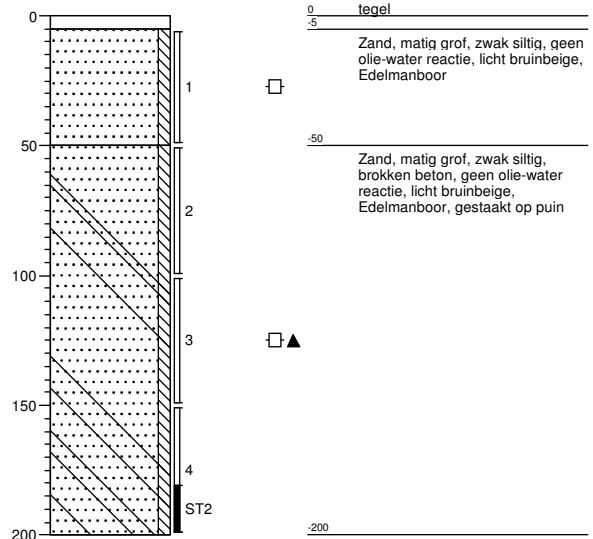 0
50
100
150
200
1
2
3
4
ST2
0
tegel
-5
Zand, matig grof, zwak siltig, geen
olie-water reactie, licht bruinbeige,
Edelmanboor
-50
Zand, matig grof, zwak siltig,
brokken beton, geen olie-water
reactie, licht bruinbeige,
Edelmanboor, gestaakt op puin
-200